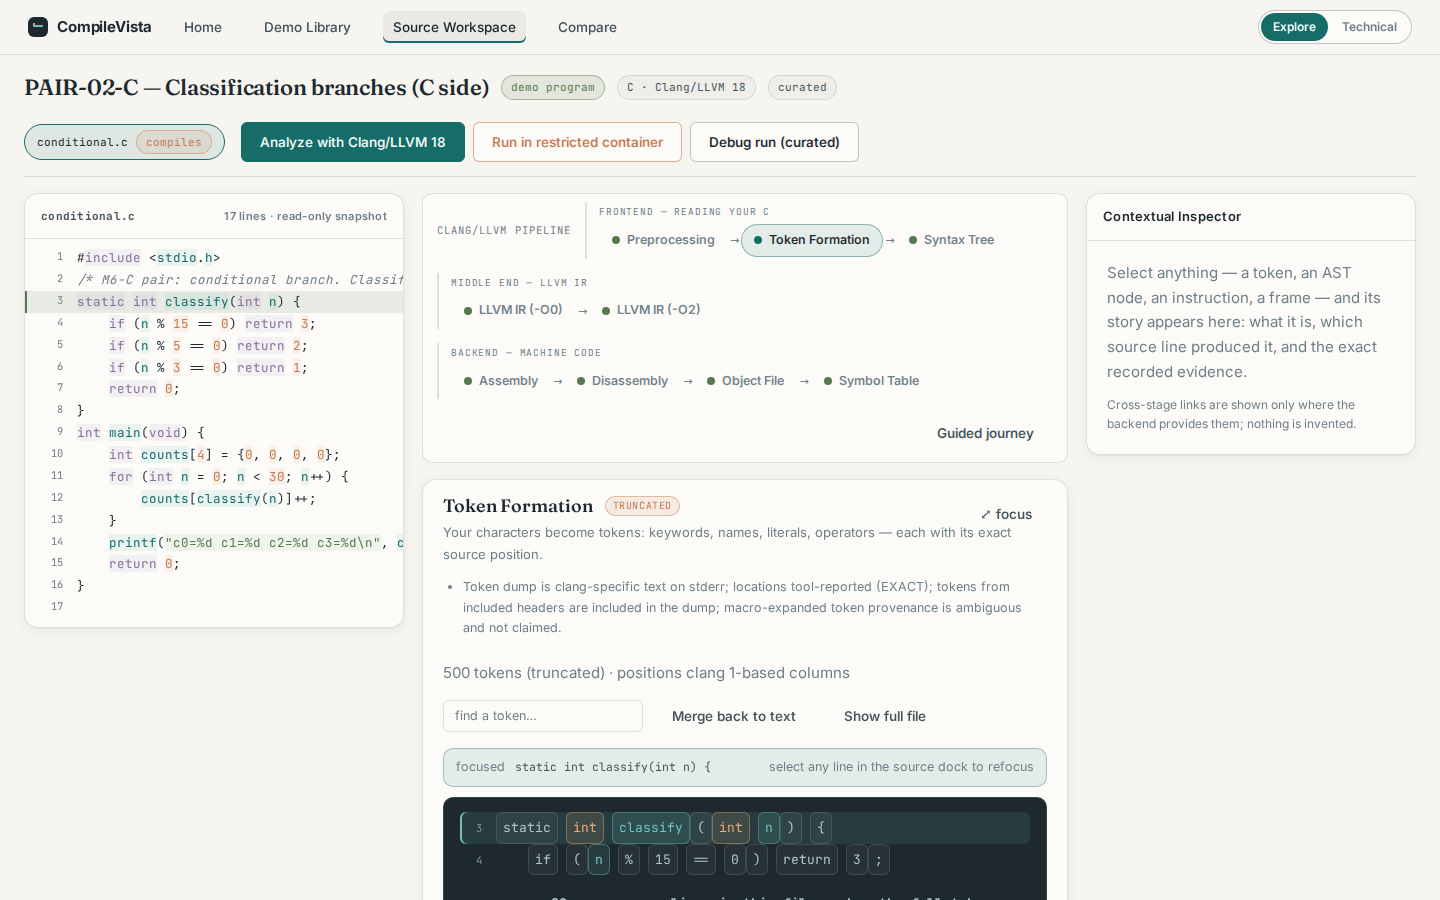 CompileVista
Home
Demo Library
Source Workspace
Compare
Explore
Technical
PAIR-02-C — Classification branches (C side)
demo program
C · Clang/LLVM 18
curated
conditional.c
compiles
Analyze with Clang/LLVM 18
Run in restricted container
Debug run (curated)
conditional.c
17 lines · read-only snapshot
1 #include <stdio.h>
2 /* M6-C pair: conditional branch. Classif
3 static int classify(int n) {
4 if (n % 15 == 0) return 3;
5 if (n % 5 == 0) return 2;
6 if (n % 3 == 0) return 1;
7 return 0;
8 }
9 int main(void) {
10 int counts[4] = {0, 0, 0, 0};
11 for (int n = 0; n < 30; n++) {
12 counts[classify(n)]++;
13 }
14 printf("c0=%d c1=%d c2=%d c3=%d\n", c
15 return 0;
16 }
17
CLANG/LLVM PIPELINE
FRONTEND — READING YOUR C
Preprocessing → Token Formation → Syntax Tree
MIDDLE END — LLVM IR
LLVM IR (-O0) → LLVM IR (-O2)
BACKEND — MACHINE CODE
Assembly → Disassembly → Object File → Symbol Table
Guided journey
Token Formation
TRUNCATED
⤢ focus
Your characters become tokens: keywords, names, literals, operators — each with its exact
source position.
• Token dump is clang-specific text on stderr; locations tool-reported (EXACT); tokens from
included headers are included in the dump; macro-expanded token provenance is ambiguous
and not claimed.
500 tokens (truncated) · positions clang 1-based columns
find a token...
Merge back to text
Show full file
focused static int classify(int n) {
select any line in the source dock to refocus
3 static int classify ( int n ) {
4 if ( n % 15 == 0 ) return 3 ;
Contextual Inspector
Select anything — a token, an AST
node, an instruction, a frame — and its
story appears here: what it is, which
source line produced it, and the exact
recorded evidence.
Cross-stage links are shown only where the
backend provides them; nothing is invented.